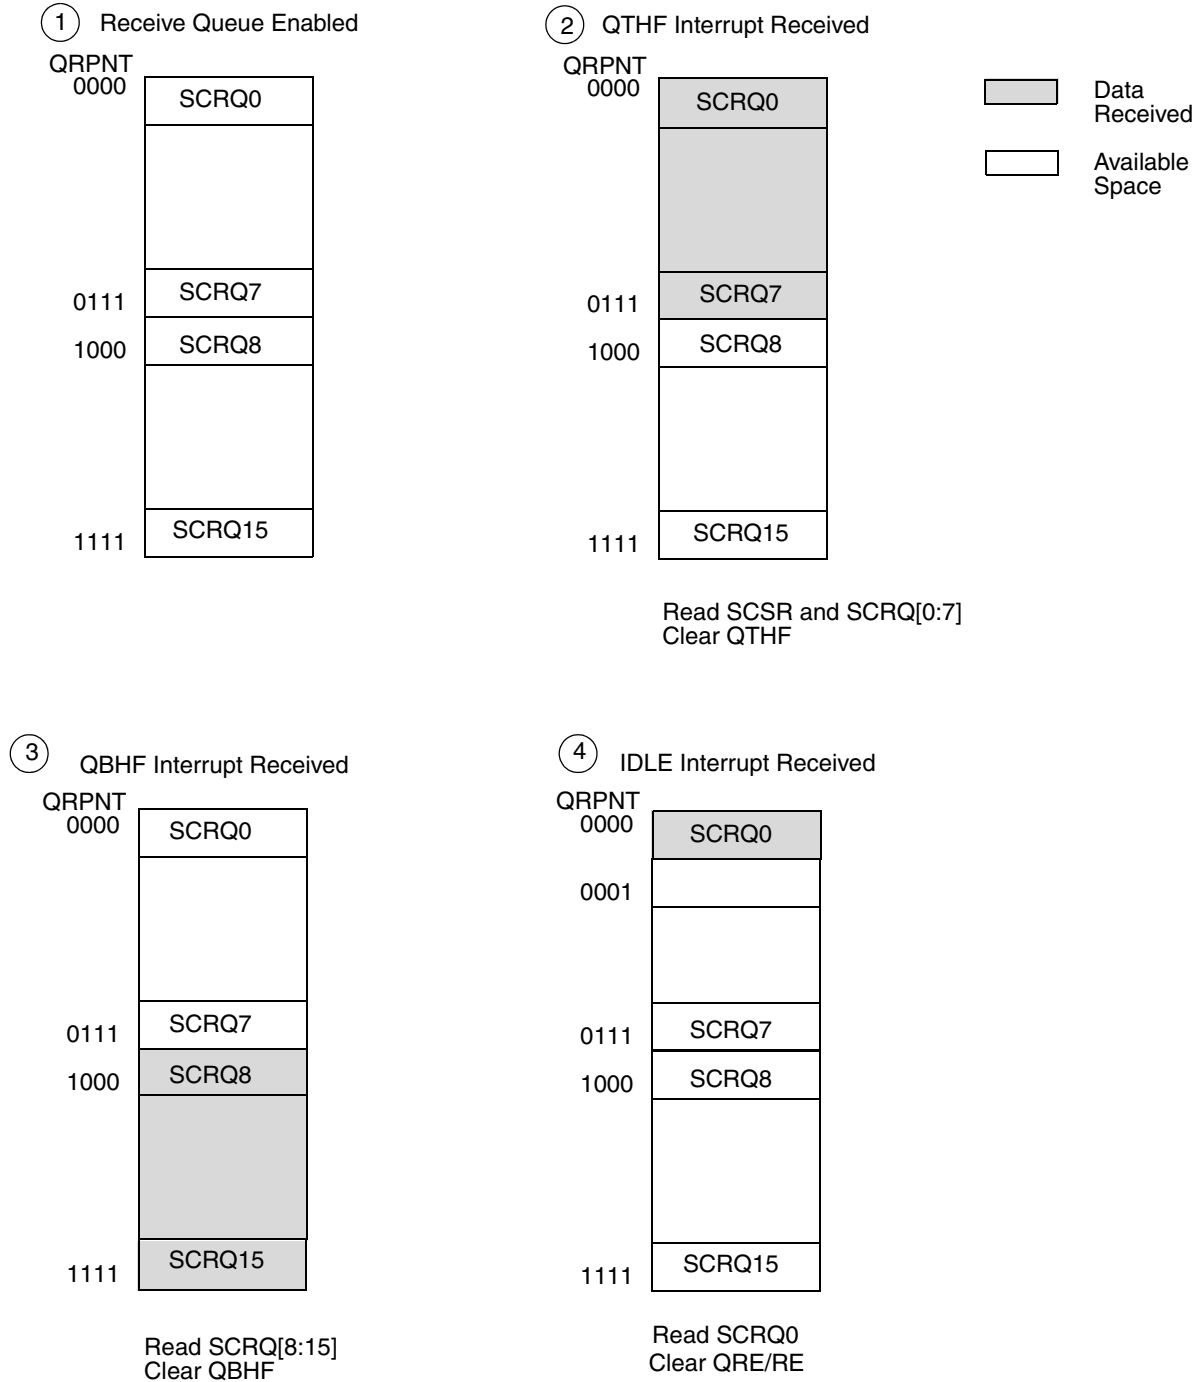 1 Receive Queue Enabled
QRPNT
0000 SCRQ0
0111 SCRQ7
1000 SCRQ8
1111 SCRQ15
2 QTHF Interrupt Received
QRPNT
0000 SCRQ0
0111 SCRQ7
1000 SCRQ8
1111 SCRQ15
Read SCSR and SCRQ[0:7]
Clear QTHF
Data
Received
Available
Space
3 QBHF Interrupt Received
QRPNT
0000 SCRQ0
0111 SCRQ7
1000 SCRQ8
1111 SCRQ15
Read SCRQ[8:15]
Clear QBHF
4 IDLE Interrupt Received
QRPNT
0000 SCRQ0
0001
0111 SCRQ7
1000 SCRQ8
1111 SCRQ15
Read SCRQ0
Clear QRE/RE